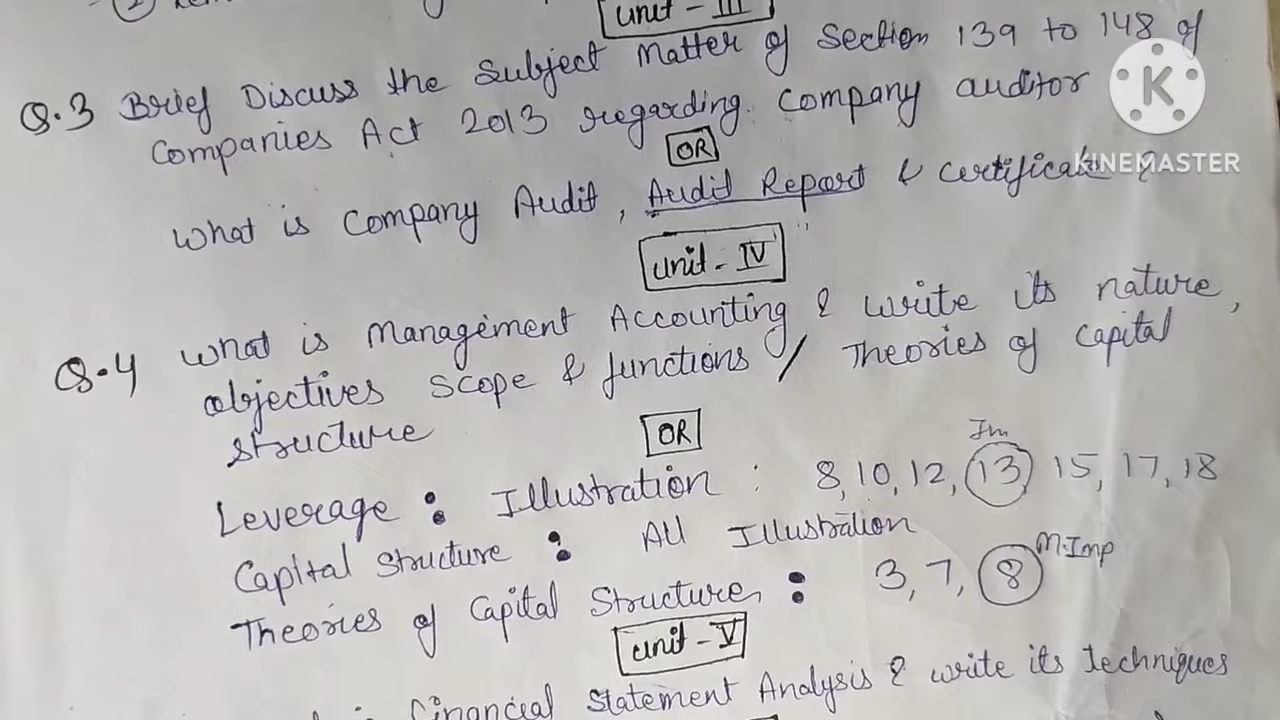 Unit - III
Q.3 Brief Discuss the Subject Matter of Section 139 to 148 of
Companies Act 2013 regarding company auditor
OR
What is Company Audit, Audit Report & Certificate ?
Unit - IV
Q.4 What is Management Accounting & write its nature,
objectives scope & functions / Theories of Capital
structure
OR
Im
Leverage : Illustration : 8, 10, 12, 13 15, 17, 18
Capital Structure : All Illustration
Theories of Capital Structure, : 3, 7, 8 M.Imp
Unit - V
Financial Statement Analysis & write its techniques
K
KINEMASTER